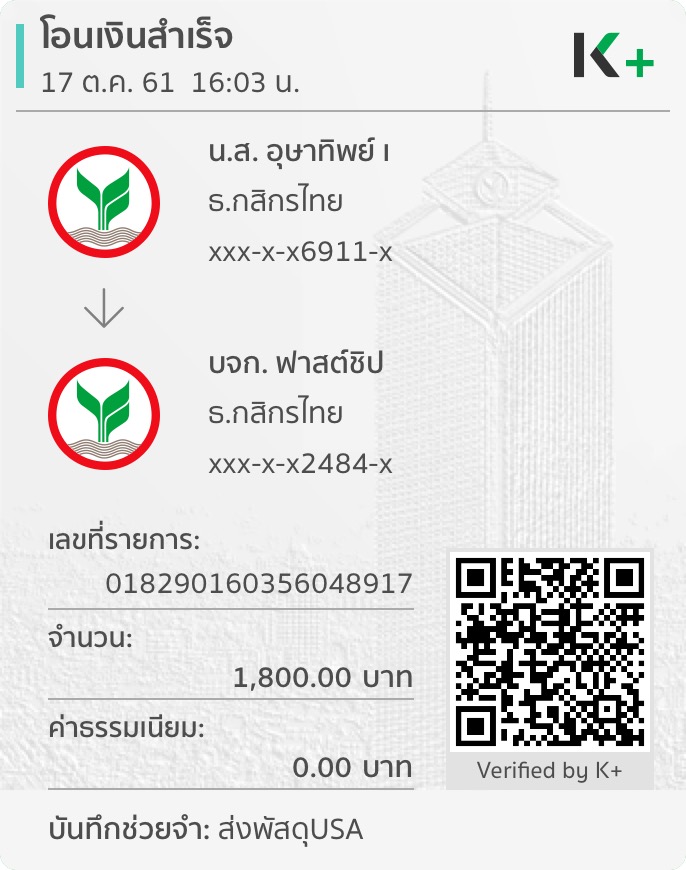 โอนเงินสำเร็จ
17 ต.ค. 61 16:03 น.
K+
น.ส. อุษาทิพย์ เ
ธ.กสิกรไทย
xxx-x-x6911-x
บจก. ฟาสต์ชิป
ธ.กสิกรไทย
xxx-x-x2484-x
เลขที่รายการ:
018290160356048917
จำนวน:
1,800.00 บาท
ค่าธรรมเนียม:
0.00 บาท
Verified by K+
บันทึกช่วยจำ: ส่งพัสดุUSA